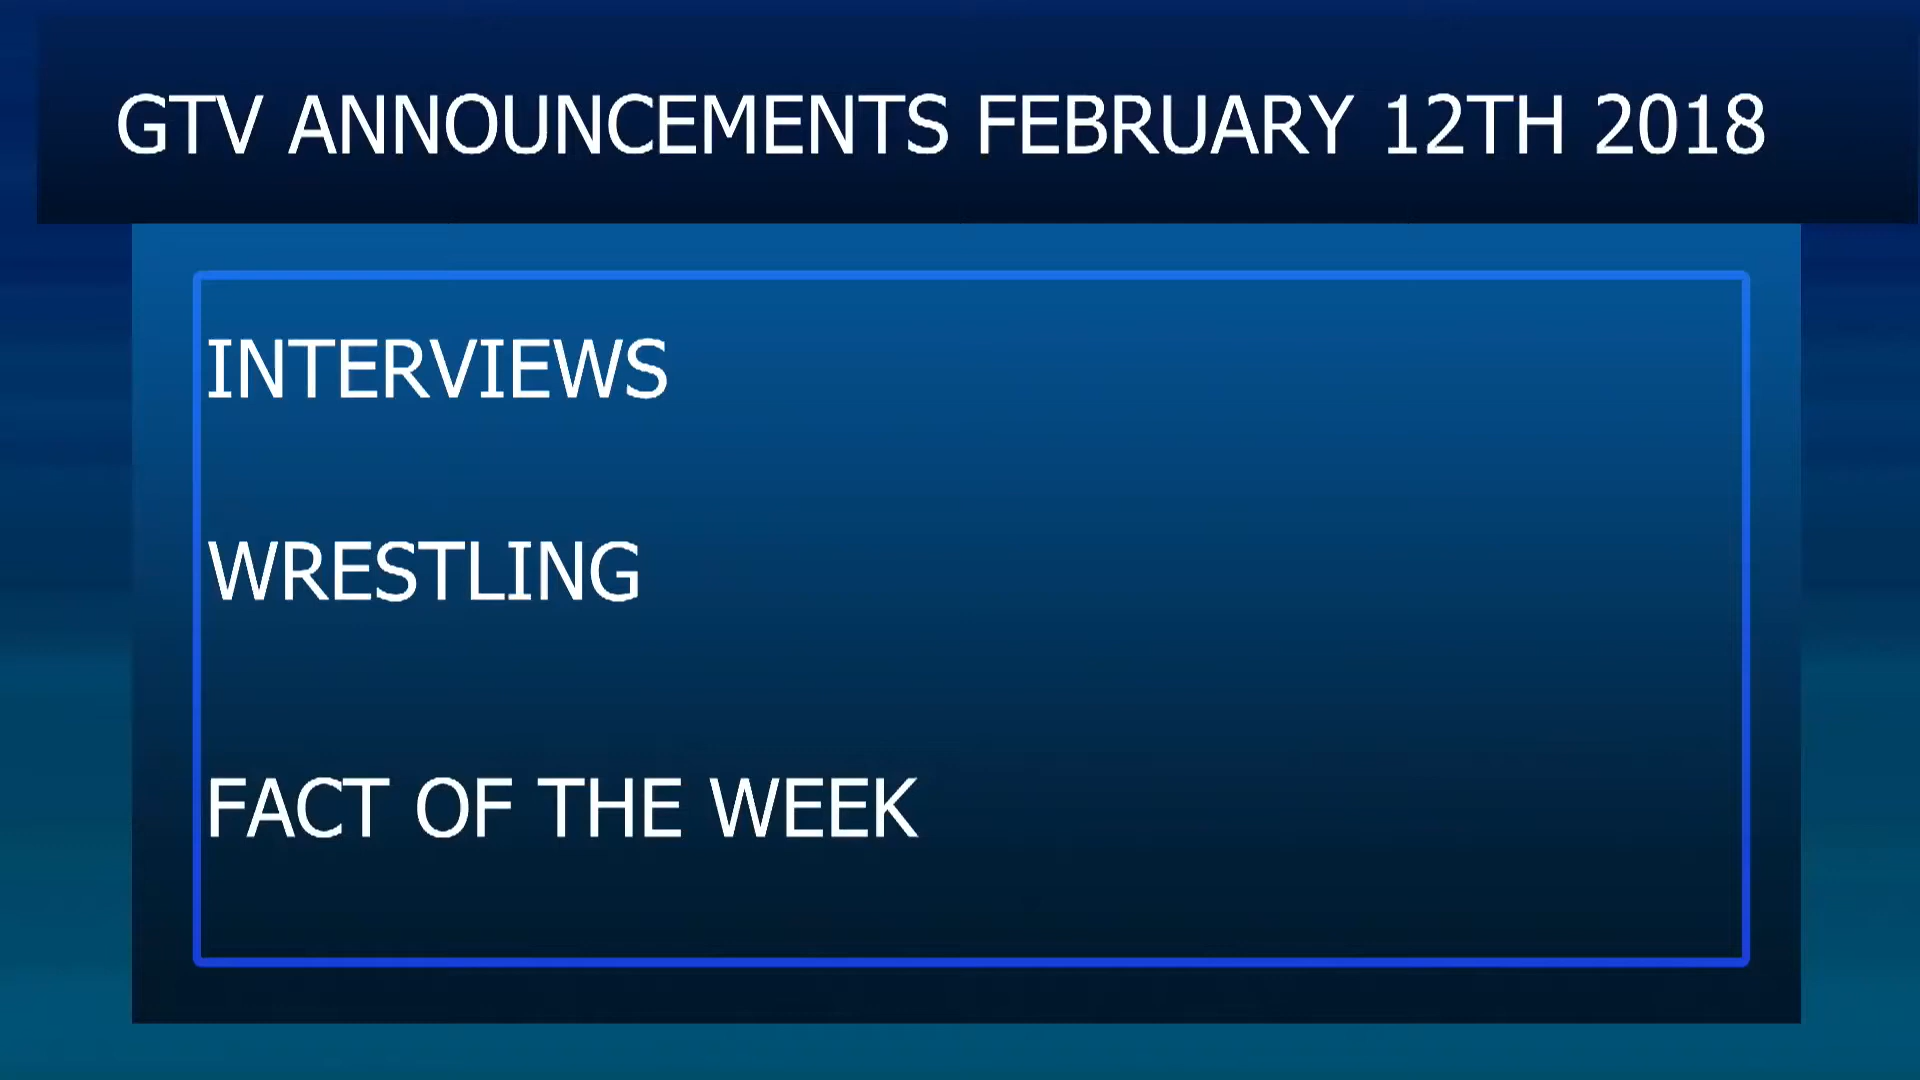 GTV ANNOUNCEMENTS FEBRUARY 12TH 2018
INTERVIEWS
WRESTLING
FACT OF THE WEEK